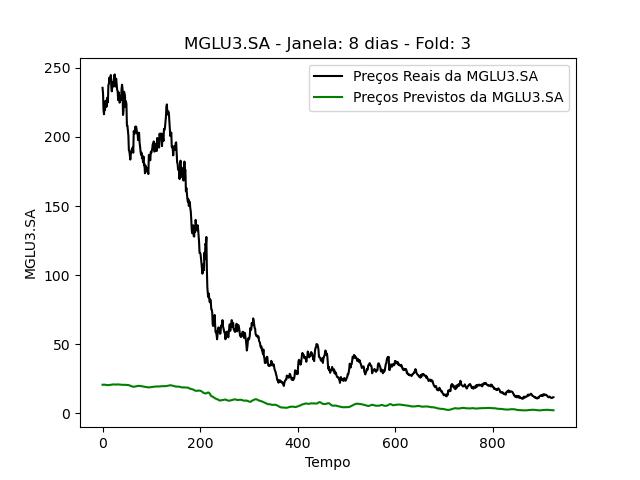 MGLU3.SA - Janela: 8 dias - Fold: 3
Preços Reais da MGLU3.SA
Preços Previstos da MGLU3.SA
250
200
150
100
50
0
MGLU3.SA
0 200 400 600 800
Tempo